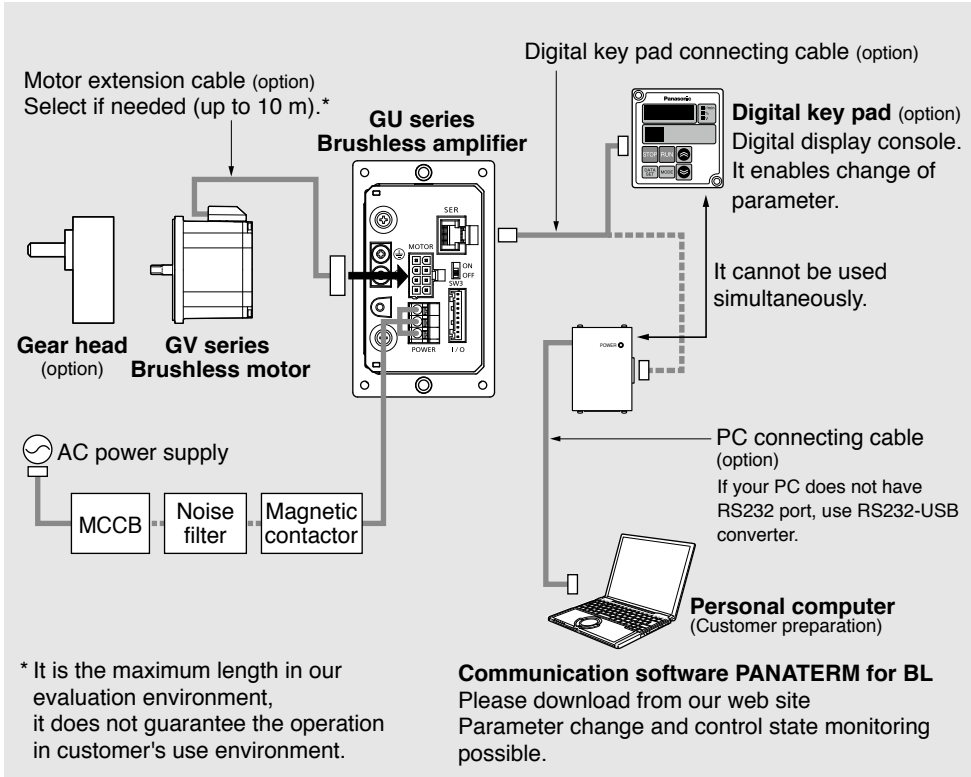 Digital key pad connecting cable (option)
Motor extension cable (option)
Select if needed (up to 10 m).*
GU series
Brushless amplifier
Panasonic
STOP RUN
DATA SET MODE
Digital key pad (option)
Digital display console.
It enables change of
parameter.
SER
MOTOR
ON
OFF
SW3
POWER I/O
It cannot be used
simultaneously.
Gear head
(option)
GV series
Brushless motor
POWER
AC power supply
MCCB
Noise
filter
Magnetic
contactor
PC connecting cable
(option)
If your PC does not have
RS232 port, use RS232-USB
converter.
Personal computer
(Customer preparation)
* It is the maximum length in our
evaluation environment,
it does not guarantee the operation
in customer's use environment.
Communication software PANATERM for BL
Please download from our web site
Parameter change and control state monitoring
possible.